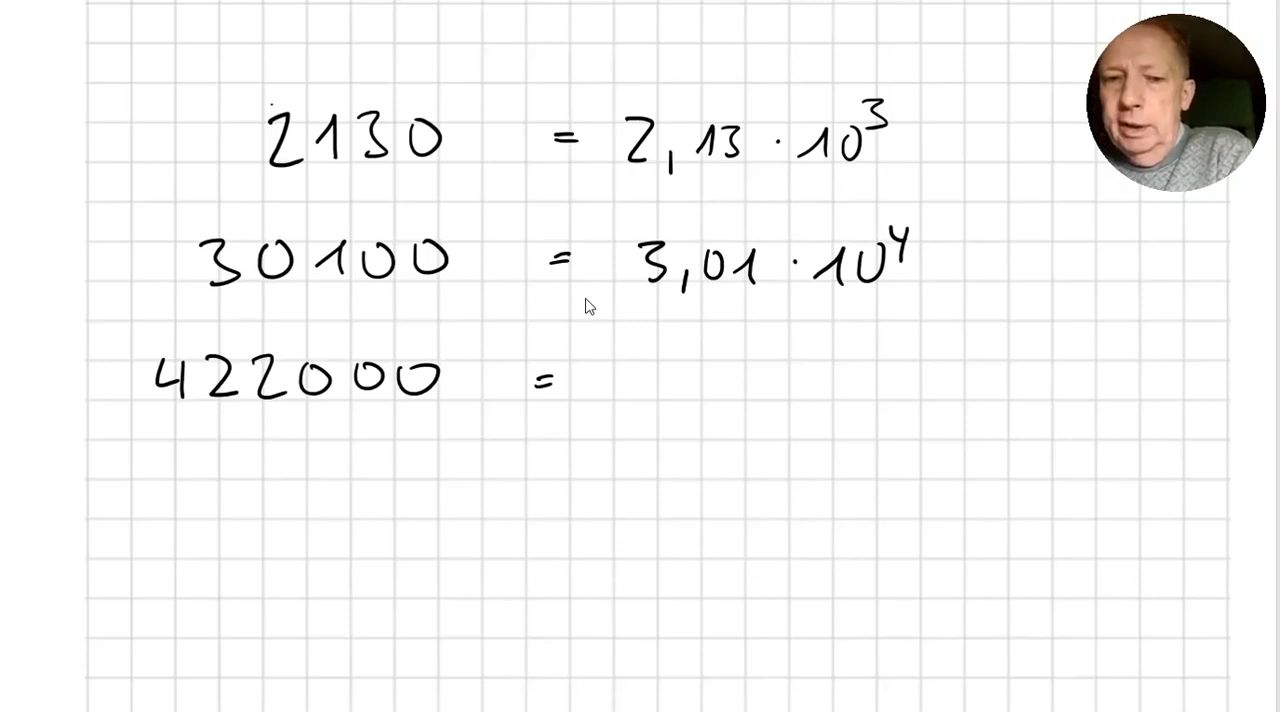 2130 = 2,13 · 10³
30100 = 3,01 · 10⁴
422000 =